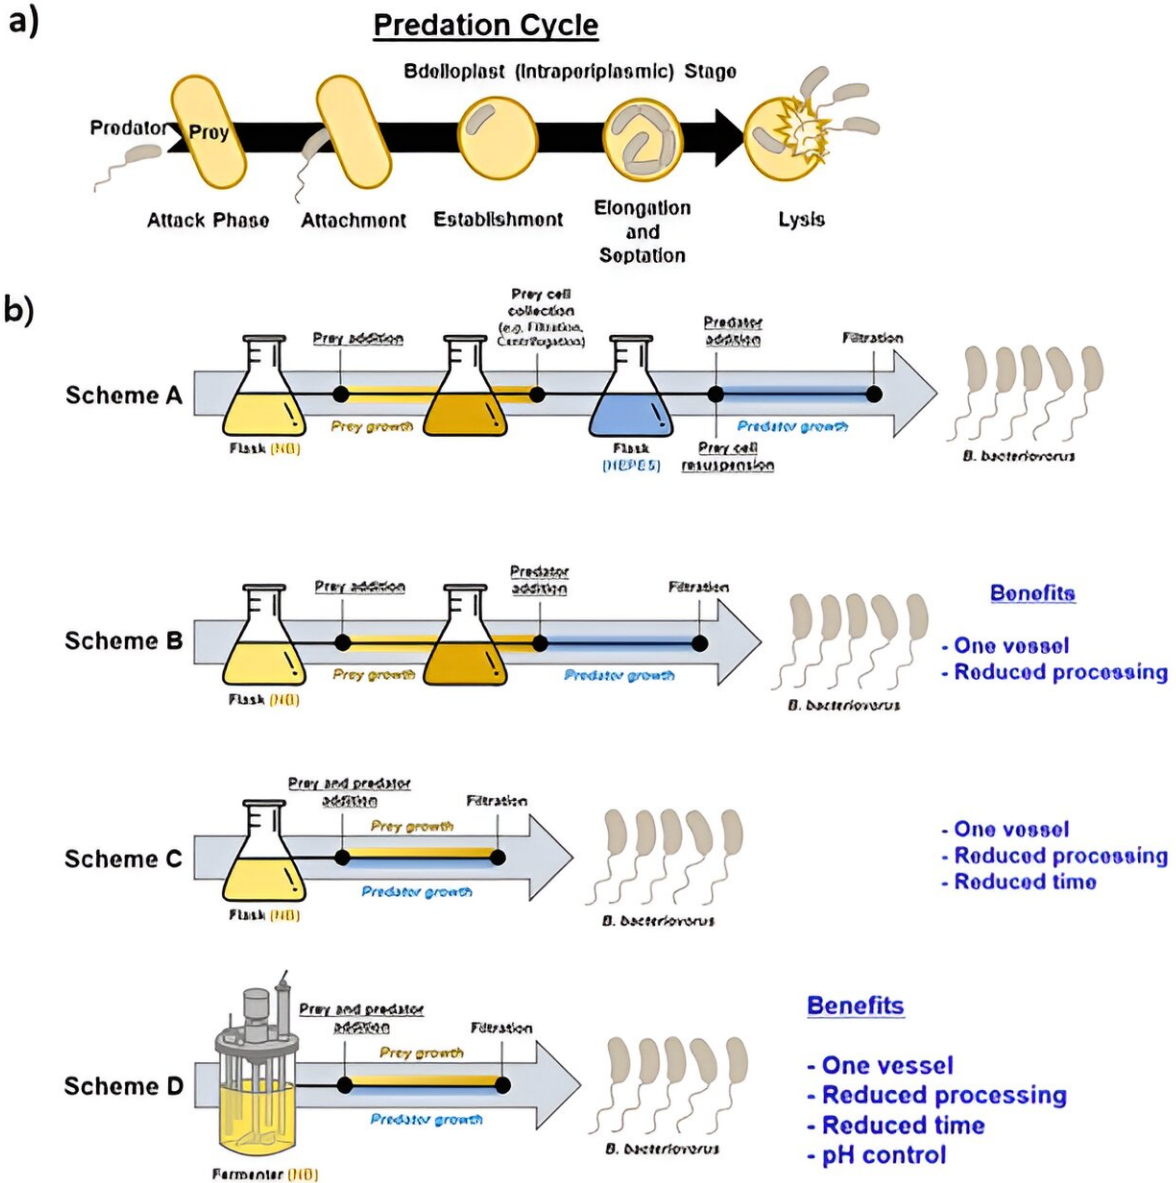 a)
Predation Cycle
Bdelloplast (Intraperiplasmic) Stage
Predator
Prey
Attack Phase
Attachment
Establishment
Elongation
and
Septation
Lysis
b)
Scheme A
Prey addition
Prey cell
collection
(e.g. Filtration,
Centrifugation)
Predator
addition
Filtration
Prey growth
Predator growth
Flask (NB)
Flask
(HEPES)
Prey cell
resuspension
B. bacteriovorus
Scheme B
Prey addition
Predator
addition
Filtration
Prey growth
Predator growth
Flask (NB)
B. bacteriovorus
Benefits
- One vessel
- Reduced processing
Scheme C
Prey and predator
addition
Filtration
Prey growth
Predator growth
Flask (NB)
B. bacteriovorus
- One vessel
- Reduced processing
- Reduced time
Scheme D
Prey and predator
addition
Filtration
Prey growth
Predator growth
Fermenter (NB)
B. bacteriovorus
Benefits
- One vessel
- Reduced processing
- Reduced time
- pH control